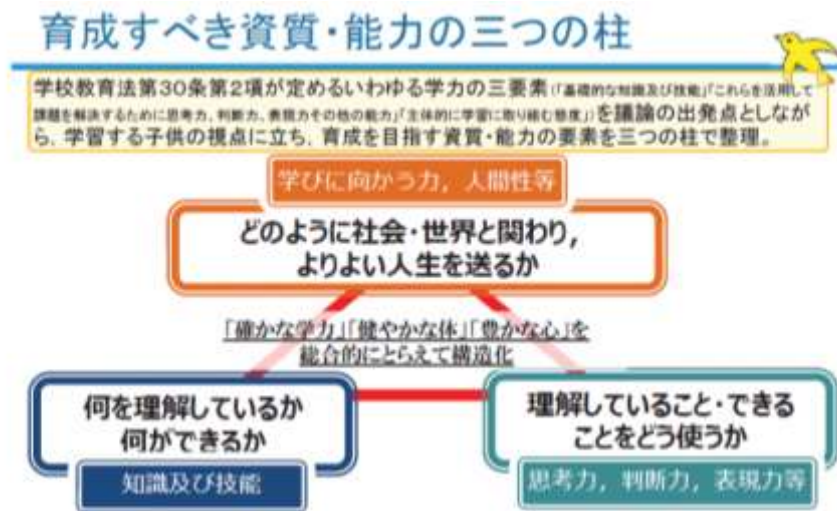 育成すべき資質・能力の三つの柱
学校教育法第30条第2項が定めるいわゆる学力の三要素(「基礎的な知識及び技能」「これらを活用して
課題を解決するために思考力、判断力、表現力その他の能力」「主体的に学習に取り組む態度」)を議論の出発点としなが
ら、学習する子供の視点に立ち、育成を目指す資質・能力の要素を三つの柱で整理。
学びに向かう力，人間性等
どのように社会・世界と関わり，
よりよい人生を送るか
「確かな学力」「健やかな体」「豊かな心」を
総合的にとらえて構造化
何を理解しているか
何ができるか
知識及び技能
理解していること・できる
ことをどう使うか
思考力，判断力，表現力等